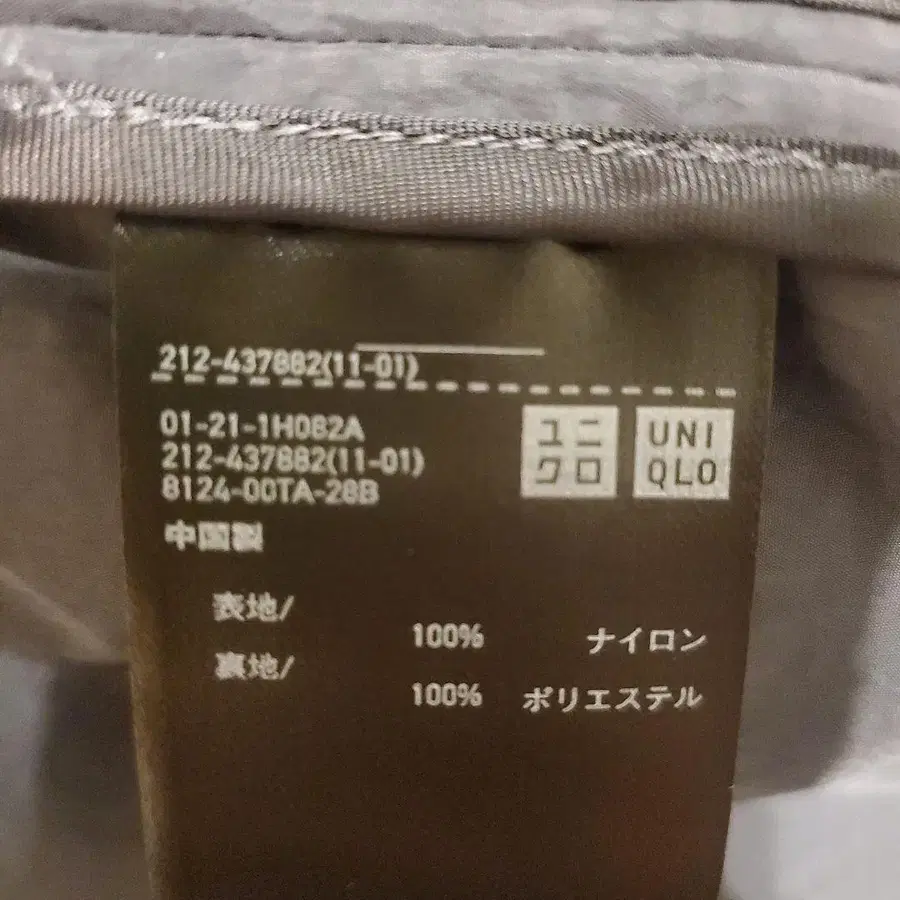 212-437882(11-01)
01-21-1H082A
212-437882(11-01)
8124-00TA-28B
ユニ
クロ
UNI
QLO
中国製
表地/
100% ナイロン
裏地/
100% ポリエステル